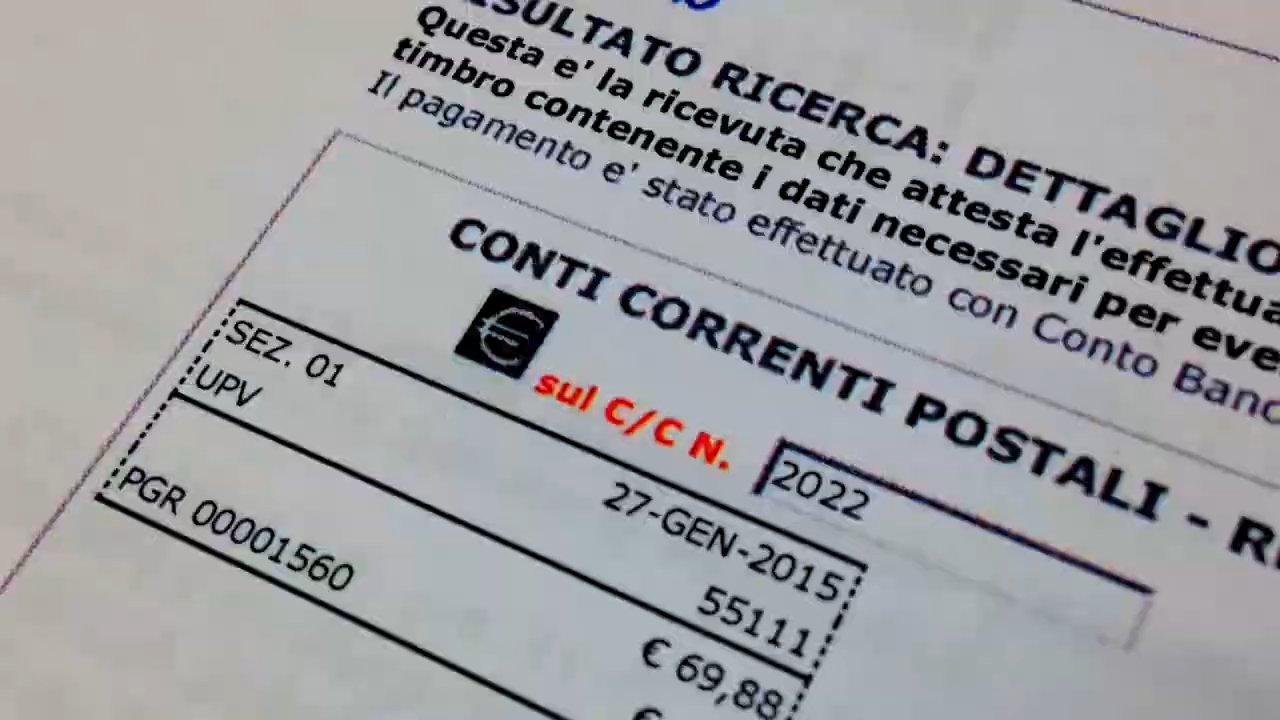 RISULTATO RICERCA: DETTAGLIO
Questa e' la ricevuta che attesta l'effettua
timbro contenente i dati necessari per eve
Il pagamento e' stato effettuato con Conto Banc
CONTI CORRENTI POSTALI - R
sul C/C N. 2022
SEZ. 01 27-GEN-2015
UPV 55111
€ 69,88
PGR 00001560 €